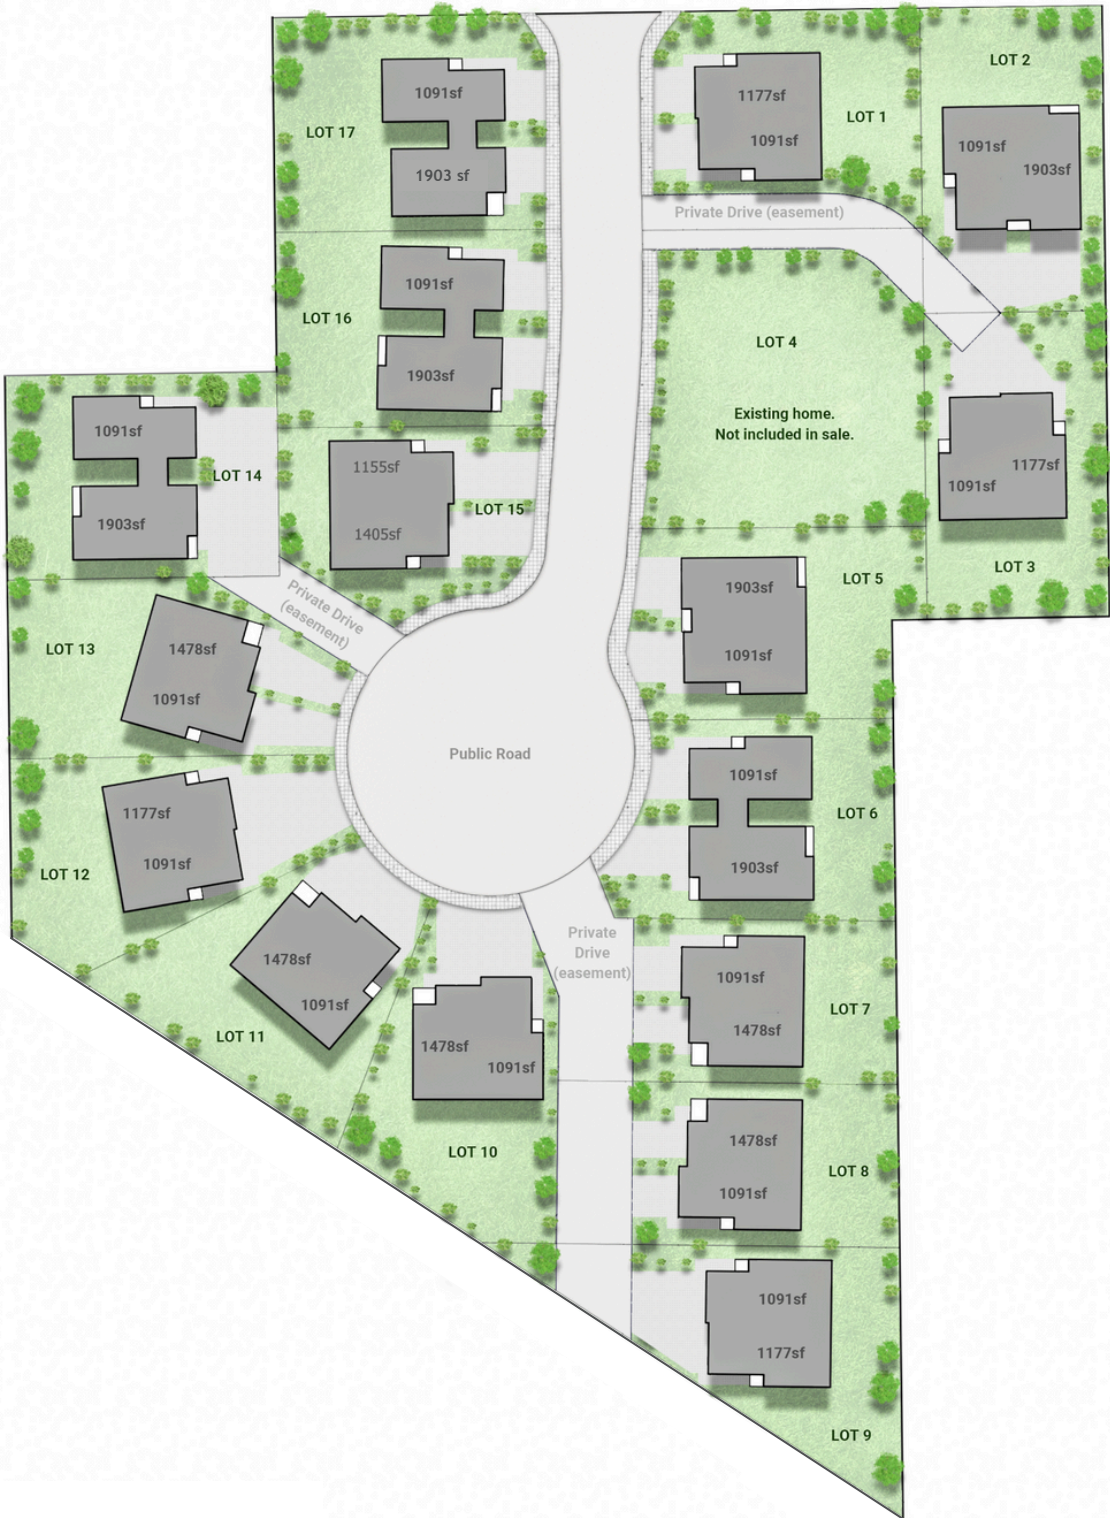 LOT 17
1091sf
1903 sf
1177sf
1091sf
LOT 1
LOT 2
1091sf
1903sf
Private Drive (easement)
LOT 16
1091sf
1903sf
LOT 4
Existing home.
Not included in sale.
1177sf
1091sf
LOT 3
1091sf
1903sf
LOT 14
1155sf
1405sf
LOT 15
LOT 5
1903sf
1091sf
Private Drive
(easement)
LOT 13
1478sf
1091sf
Public Road
1091sf
1903sf
LOT 6
1177sf
1091sf
LOT 12
1478sf
1091sf
LOT 11
Private
Drive
(easement)
1091sf
1478sf
LOT 7
1478sf
1091sf
LOT 10
1478sf
1091sf
LOT 8
1091sf
1177sf
LOT 9